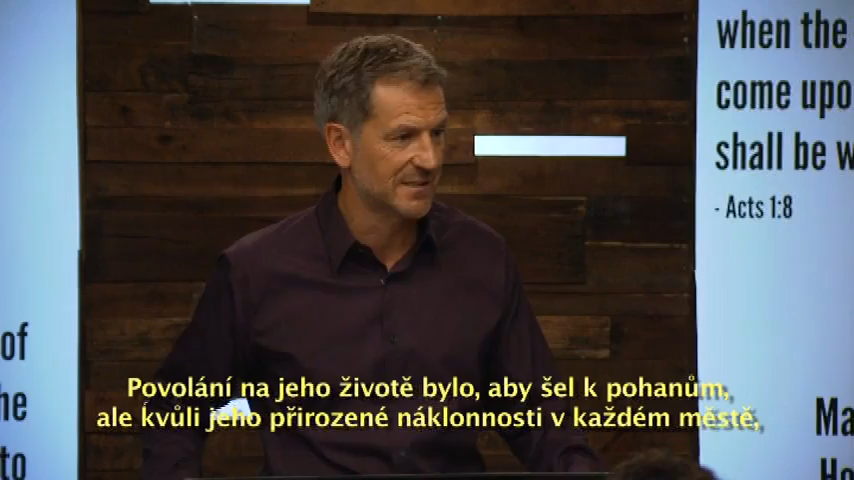 when the
come upo
shall be w
- Acts 1:8
of
he
to
Ma
Ho
Povolání na jeho životě bylo, aby šel k pohanům,
ale kvůli jeho přirozené náklonnosti v každém městě,